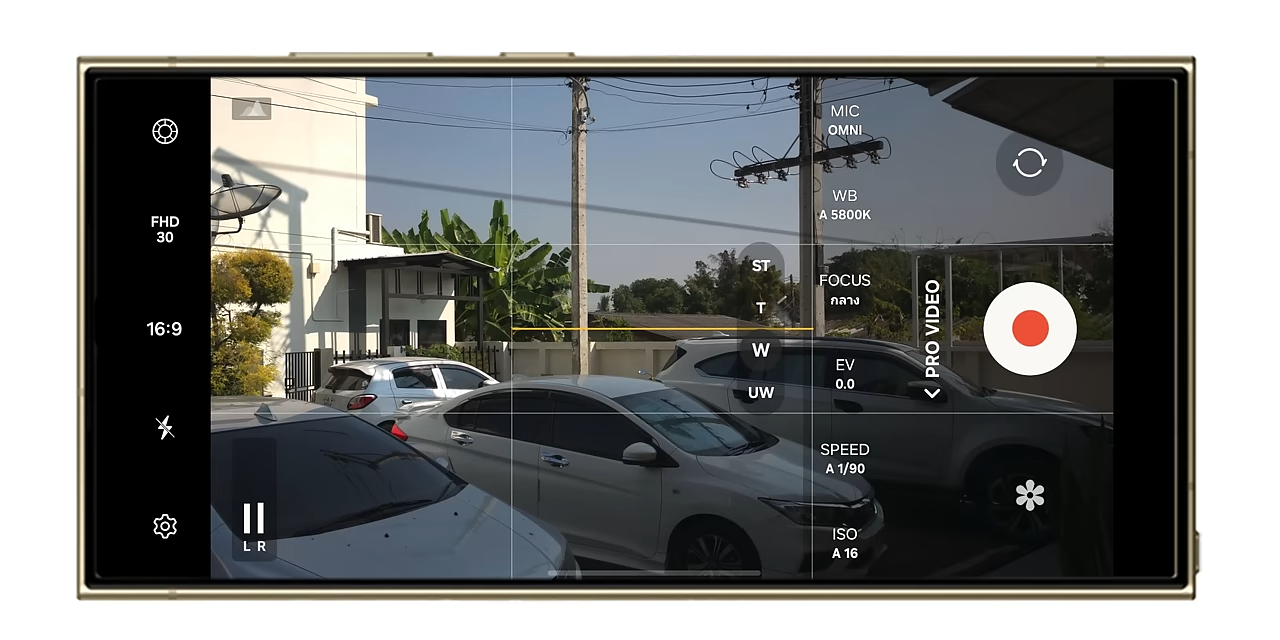 FHD
30
16:9
L R
ST
T
W
UW
MIC
OMNI
WB
A 5800K
FOCUS
กลาง
EV
0.0
SPEED
A 1/90
ISO
A 16
PRO VIDEO